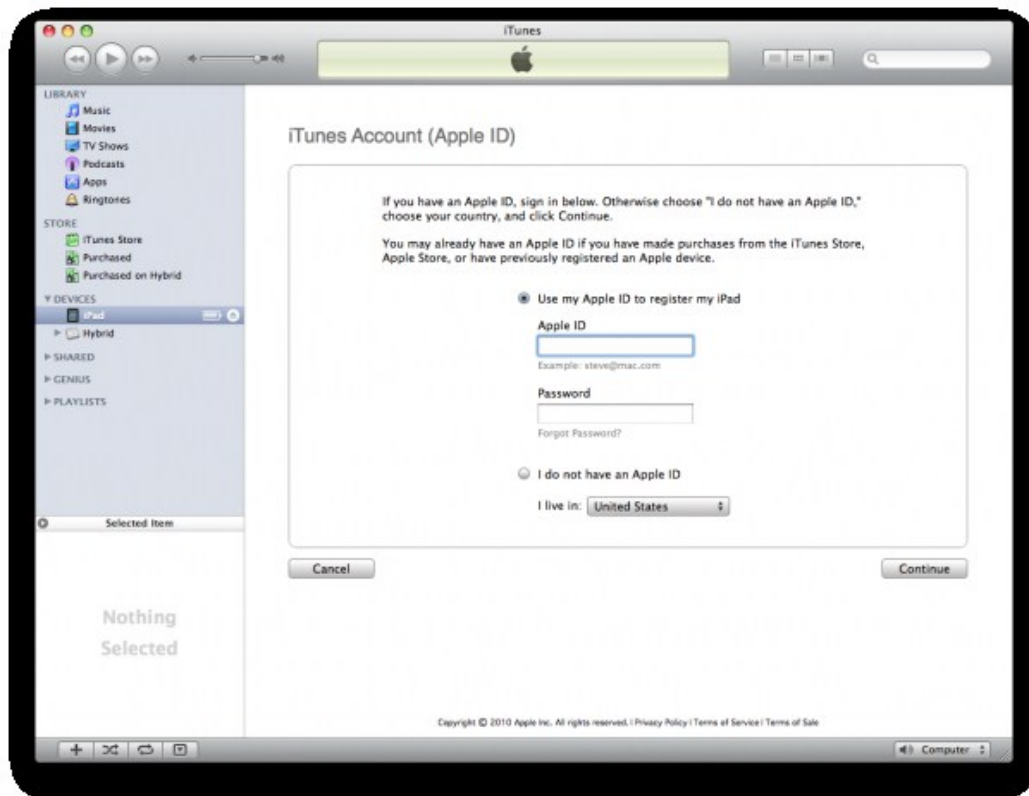 iTunes
LIBRARY
Music
Movies
TV Shows
Podcasts
Apps
Ringtones
STORE
iTunes Store
Purchased
Purchased on Hybrid
DEVICES
iPad
Hybrid
SHARED
GENIUS
PLAYLISTS
Selected Item
Nothing
Selected
iTunes Account (Apple ID)
If you have an Apple ID, sign in below. Otherwise choose "I do not have an Apple ID,"
choose your country, and click Continue.
You may already have an Apple ID if you have made purchases from the iTunes Store,
Apple Store, or have previously registered an Apple device.
Use my Apple ID to register my iPad
Apple ID
Example: steve@mac.com
Password
Forgot Password?
I do not have an Apple ID
I live in: United States
Cancel
Continue
Copyright © 2010 Apple Inc. All rights reserved. | Privacy Policy | Terms of Service | Terms of Sale
Computer